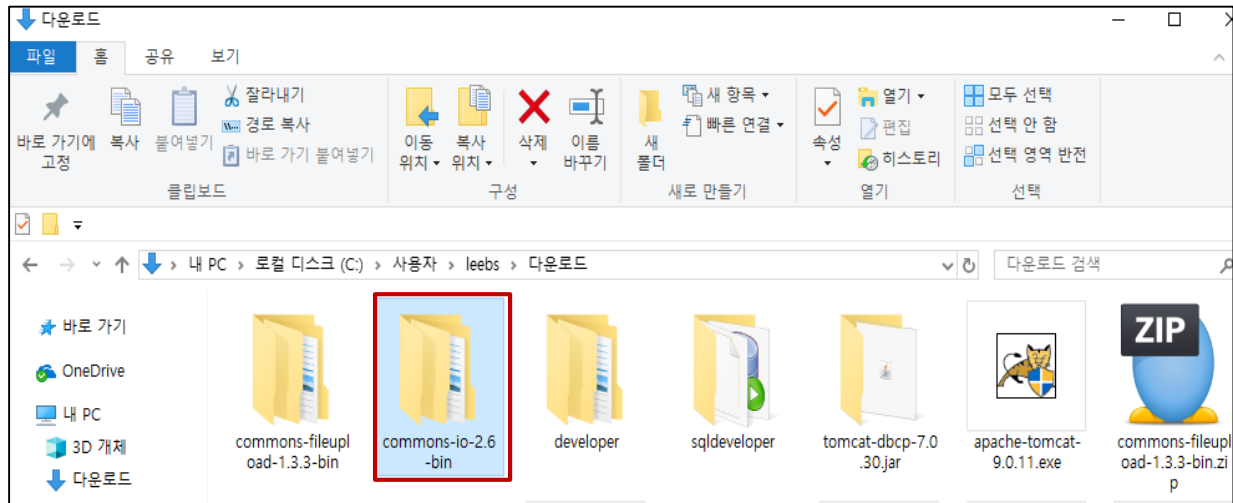 다운로드
파일 홈 공유 보기
바로 가기에
고정
복사
붙여넣기
잘라내기
경로 복사
바로 가기 붙여넣기
클립보드
이동
위치
복사
위치
삭제
이름
바꾸기
구성
새
폴더
새 항목
빠른 연결
새로 만들기
속성
열기
편집
히스토리
열기
모두 선택
선택 안 함
선택 영역 반전
선택
내 PC > 로컬 디스크 (C:) > 사용자 > leebs > 다운로드
다운로드 검색
바로 가기
OneDrive
내 PC
3D 개체
다운로드
commons-fileupl
oad-1.3.3-bin
commons-io-2.6
-bin
developer
sqldeveloper
tomcat-dbcp-7.0
.30.jar
apache-tomcat-
9.0.11.exe
ZIP
commons-fileupl
oad-1.3.3-bin.zi
p